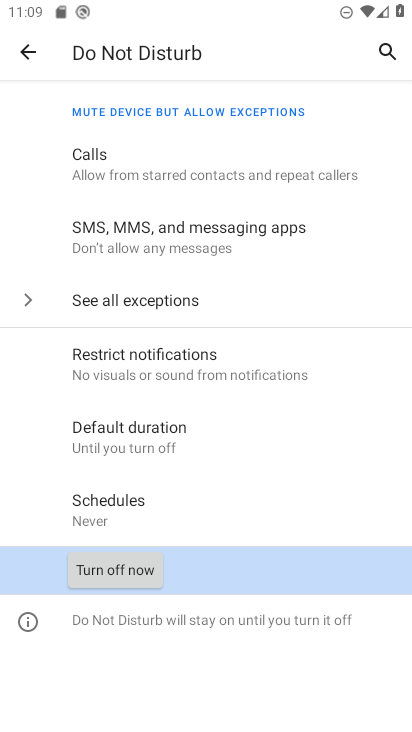 11:09
Do Not Disturb
MUTE DEVICE BUT ALLOW EXCEPTIONS
Calls
Allow from starred contacts and repeat callers
SMS, MMS, and messaging apps
Don't allow any messages
See all exceptions
Restrict notifications
No visuals or sound from notifications
Default duration
Until you turn off
Schedules
Never
Turn off now
Do Not Disturb will stay on until you turn it off